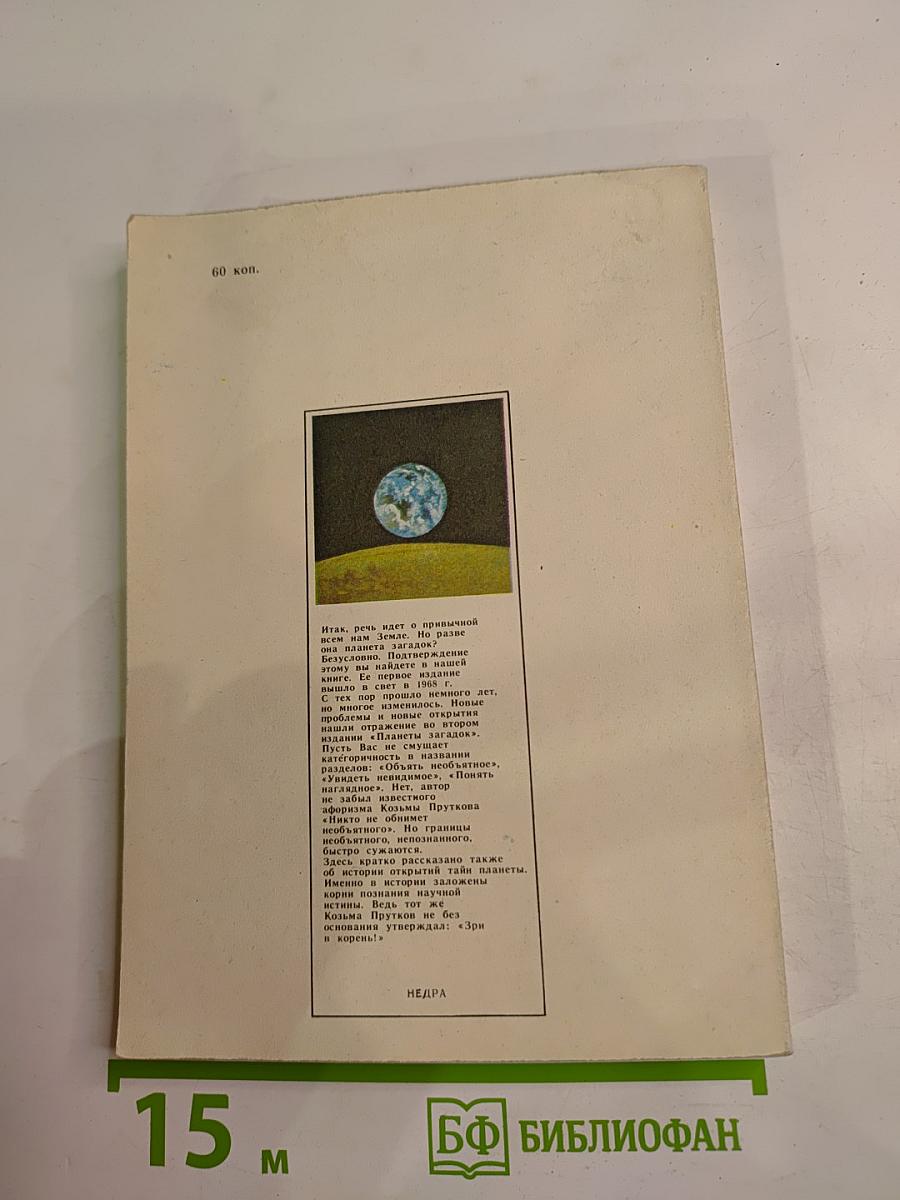 60 коп.
Итак, речь идет о привычной
всем нам Земле. Но разве
она планета загадок?
Безусловно. Подтверждение
этому вы найдете в нашей
книге. Ее первое издание
вышло в свет в 1968 г.
С тех пор прошло немного лет,
но многое изменилось. Новые
проблемы и новые открытия
нашли отражение во втором
издании «Планеты загадок».
Пусть Вас не смущает
категоричность в названии
разделов: «Объять необъятное»,
«Увидеть невидимое», «Понять
наглядное». Нет, автор
не забыл известного
афоризма Козьмы Пруткова
«Никто не обнимет
необъятного». Но границы
необъятного, непознанного,
быстро сужаются.
Здесь кратко рассказано также
об истории открытий тайн планеты.
Именно в истории заложены
корни познания научной
истины. Ведь тот же
Козьма Прутков не без
основания утверждал: «Зри
в корень!»
НЕДРА
15 м
БФ БИБЛИОФАН